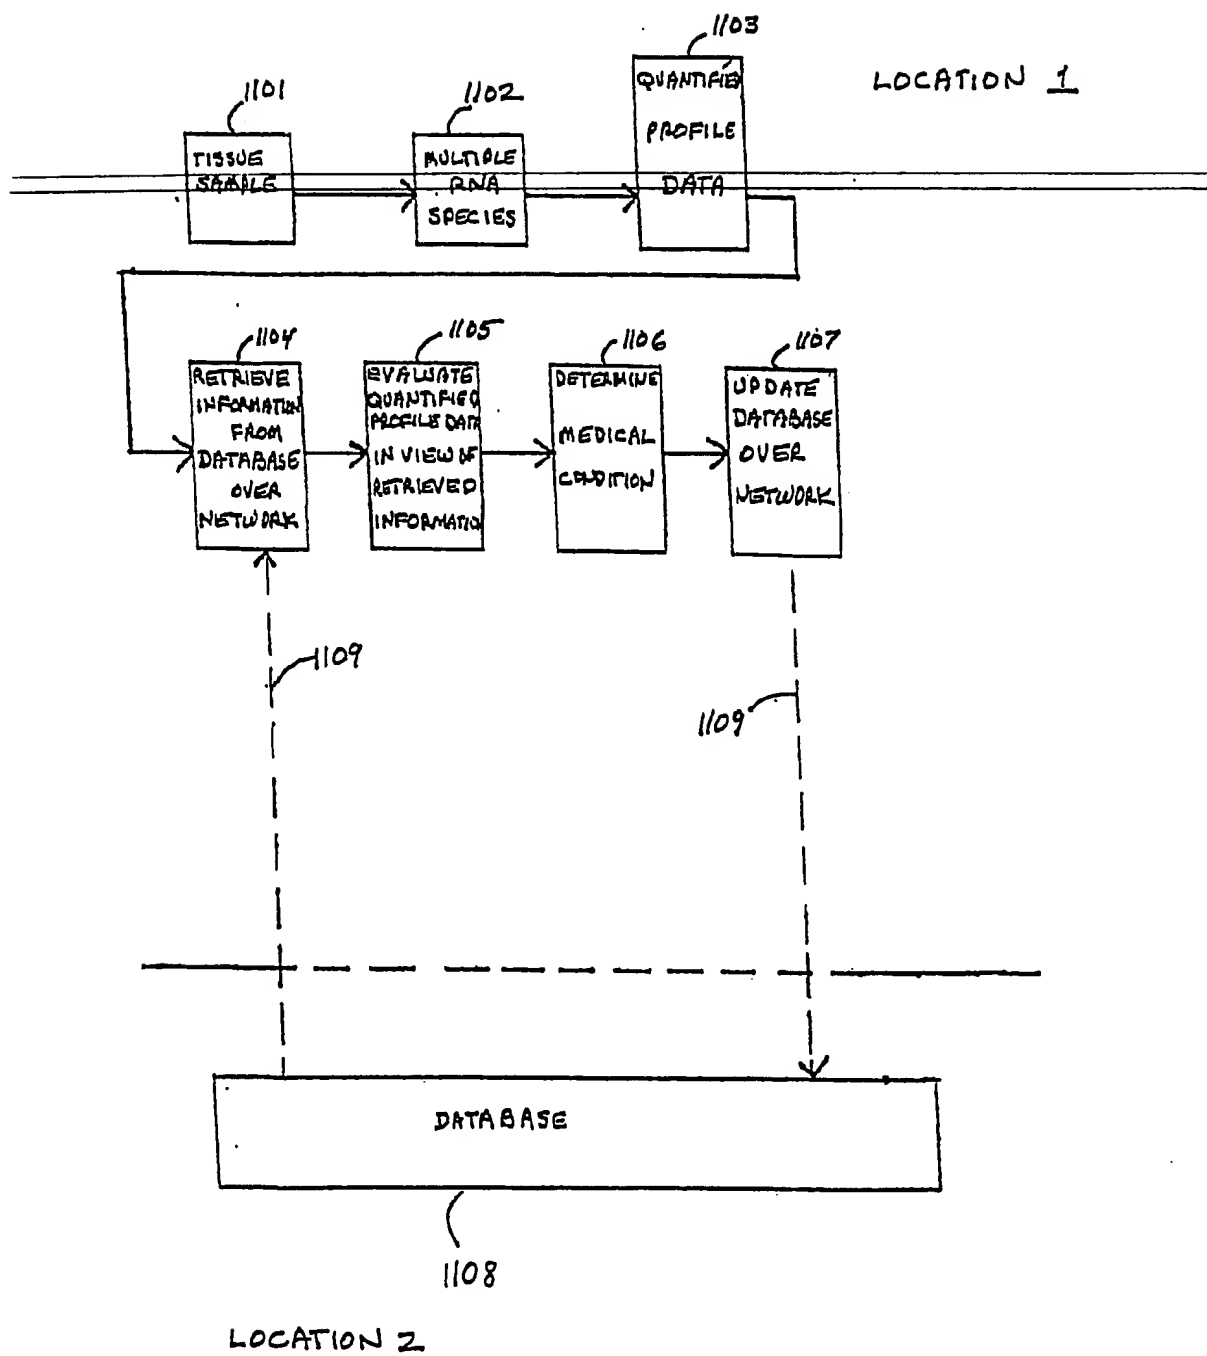 1103
LOCATION 1
1101
1102
QUANTIFIED
PROFILE
DATA
TISSUE
SAMPLE
MULTIPLE
RNA
SPECIES
1104
1105
1106
1107
RETRIEVE
INFORMATION
FROM
DATABASE
OVER
NETWORK
EVALUATE
QUANTIFIED
PROFILE DATA
IN VIEW OF
RETRIEVED
INFORMATION
DETERMINE
MEDICAL
CONDITION
UPDATE
DATABASE
OVER
NETWORK
1109
1109
DATABASE
1108
LOCATION 2